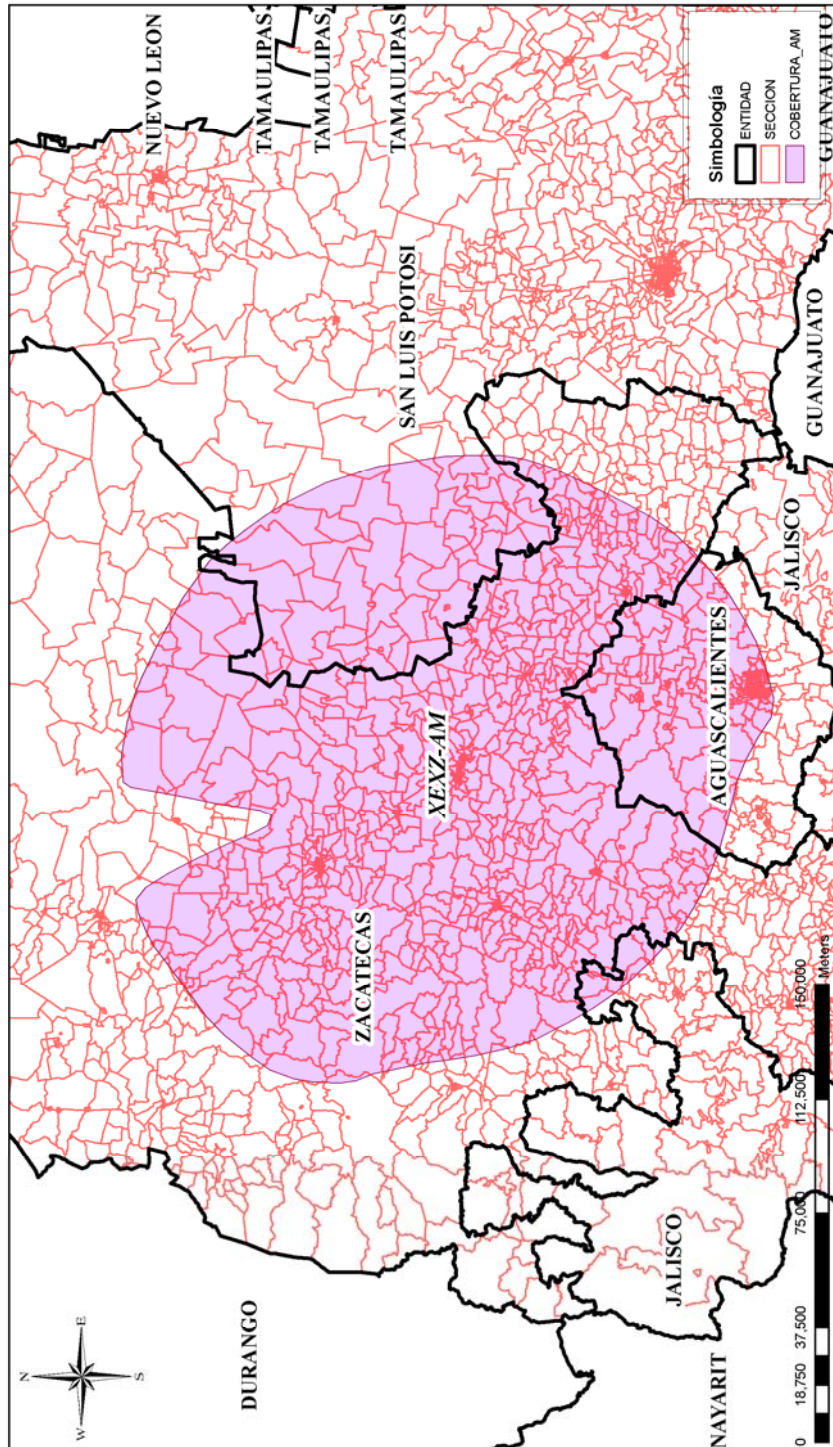 NUEVO LEON
TAMAULIPAS
TAMAULIPAS
TAMAULIPAS
SAN LUIS POTOSI
DURANGO
ZACATECAS
XEXZ-AM
AGUASCALIENTES
JALISCO
GUANAJUATO
GUANAJUATO
JALISCO
NAYARIT
N
W
E
S
Simbología
ENTIDAD
SECCION
COBERTURA_AM
0 18,750 37,500 75,000 112,500 150,000
Meters